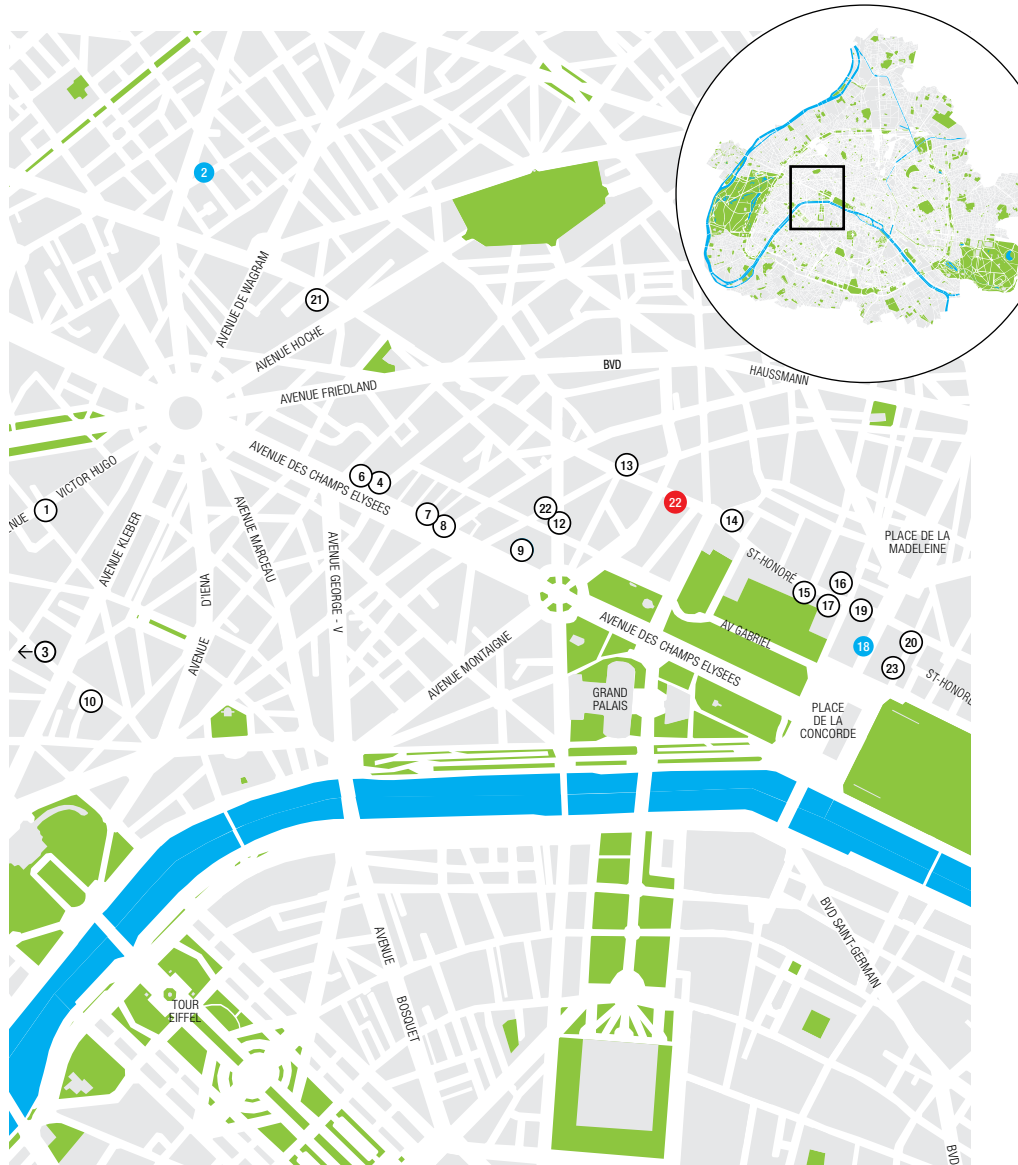 2
AVENUE DE WAGRAM
21
AVENUE HOCHE
BVD
HAUSSMANN
AVENUE FRIEDLAND
AVENUE DES CHAMPS ELYSEES
6
4
13
VICTOR HUGO
ENUE
1
7
8
22
12
22
14
AVENUE KLEBER
AVENUE MARCEAU
AVENUE GEORGE - V
9
PLACE DE LA
MADELEINE
ST-HONORÉ
15
16
17
19
D'IENA
AVENUE
3
AVENUE MONTAIGNE
AVENUE DES CHAMPS ELYSEES
AV GABRIEL
18
20
23
ST-HONORÉ
10
GRAND
PALAIS
PLACE
DE LA
CONCORDE
AVENUE
BOSQUET
BVD SAINT-GERMAIN
TOUR
EIFFEL
BVD